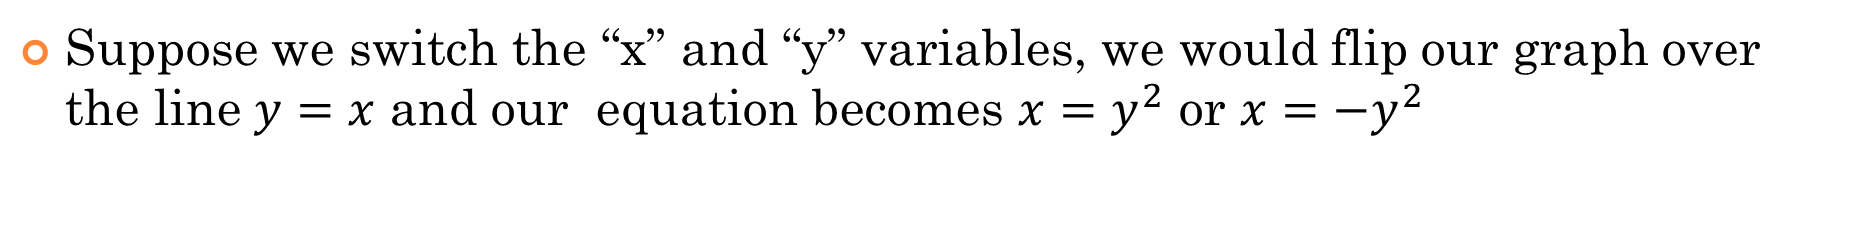 Suppose we switch the “x” and “y” variables, we would flip our graph over
the line y = x and our equation becomes x = y² or x = −y²